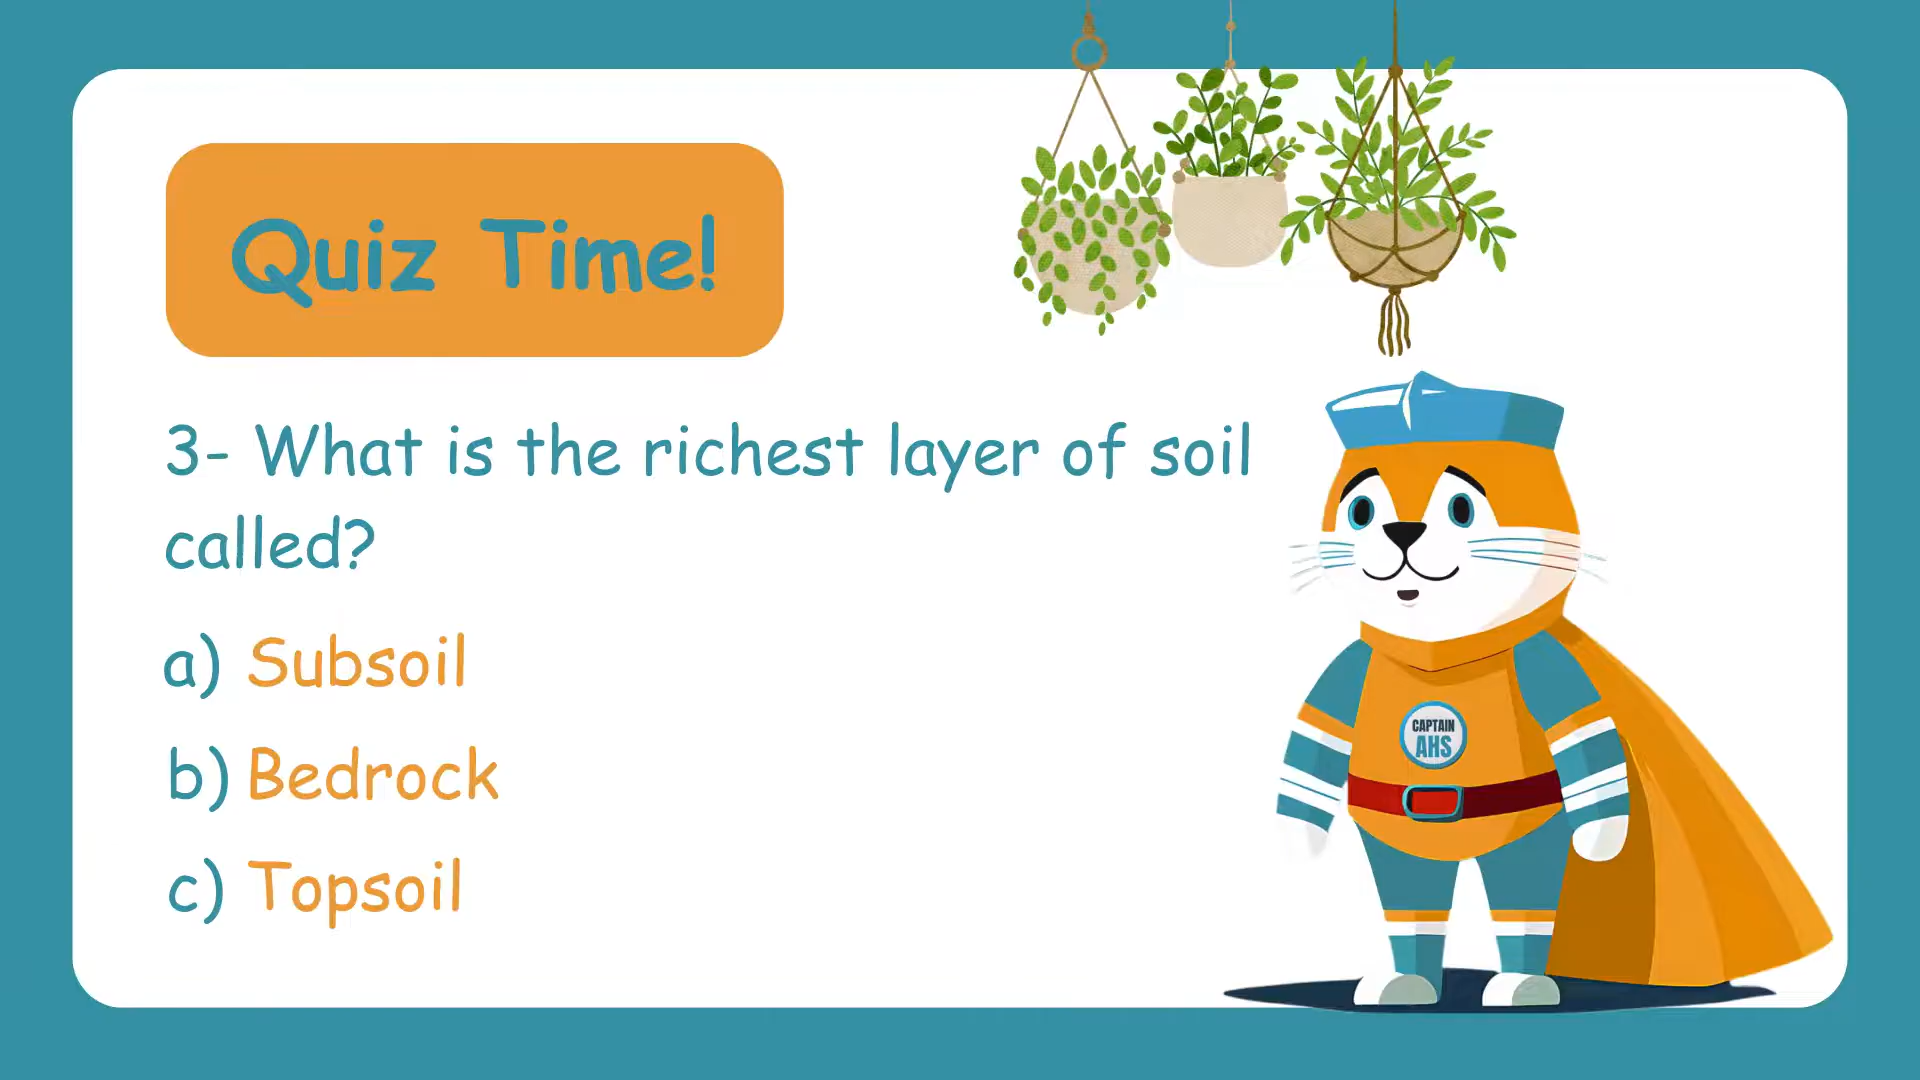 Quiz Time!
3- What is the richest layer of soil
called?
a) Subsoil
b) Bedrock
c) Topsoil
CAPTAIN
AHS